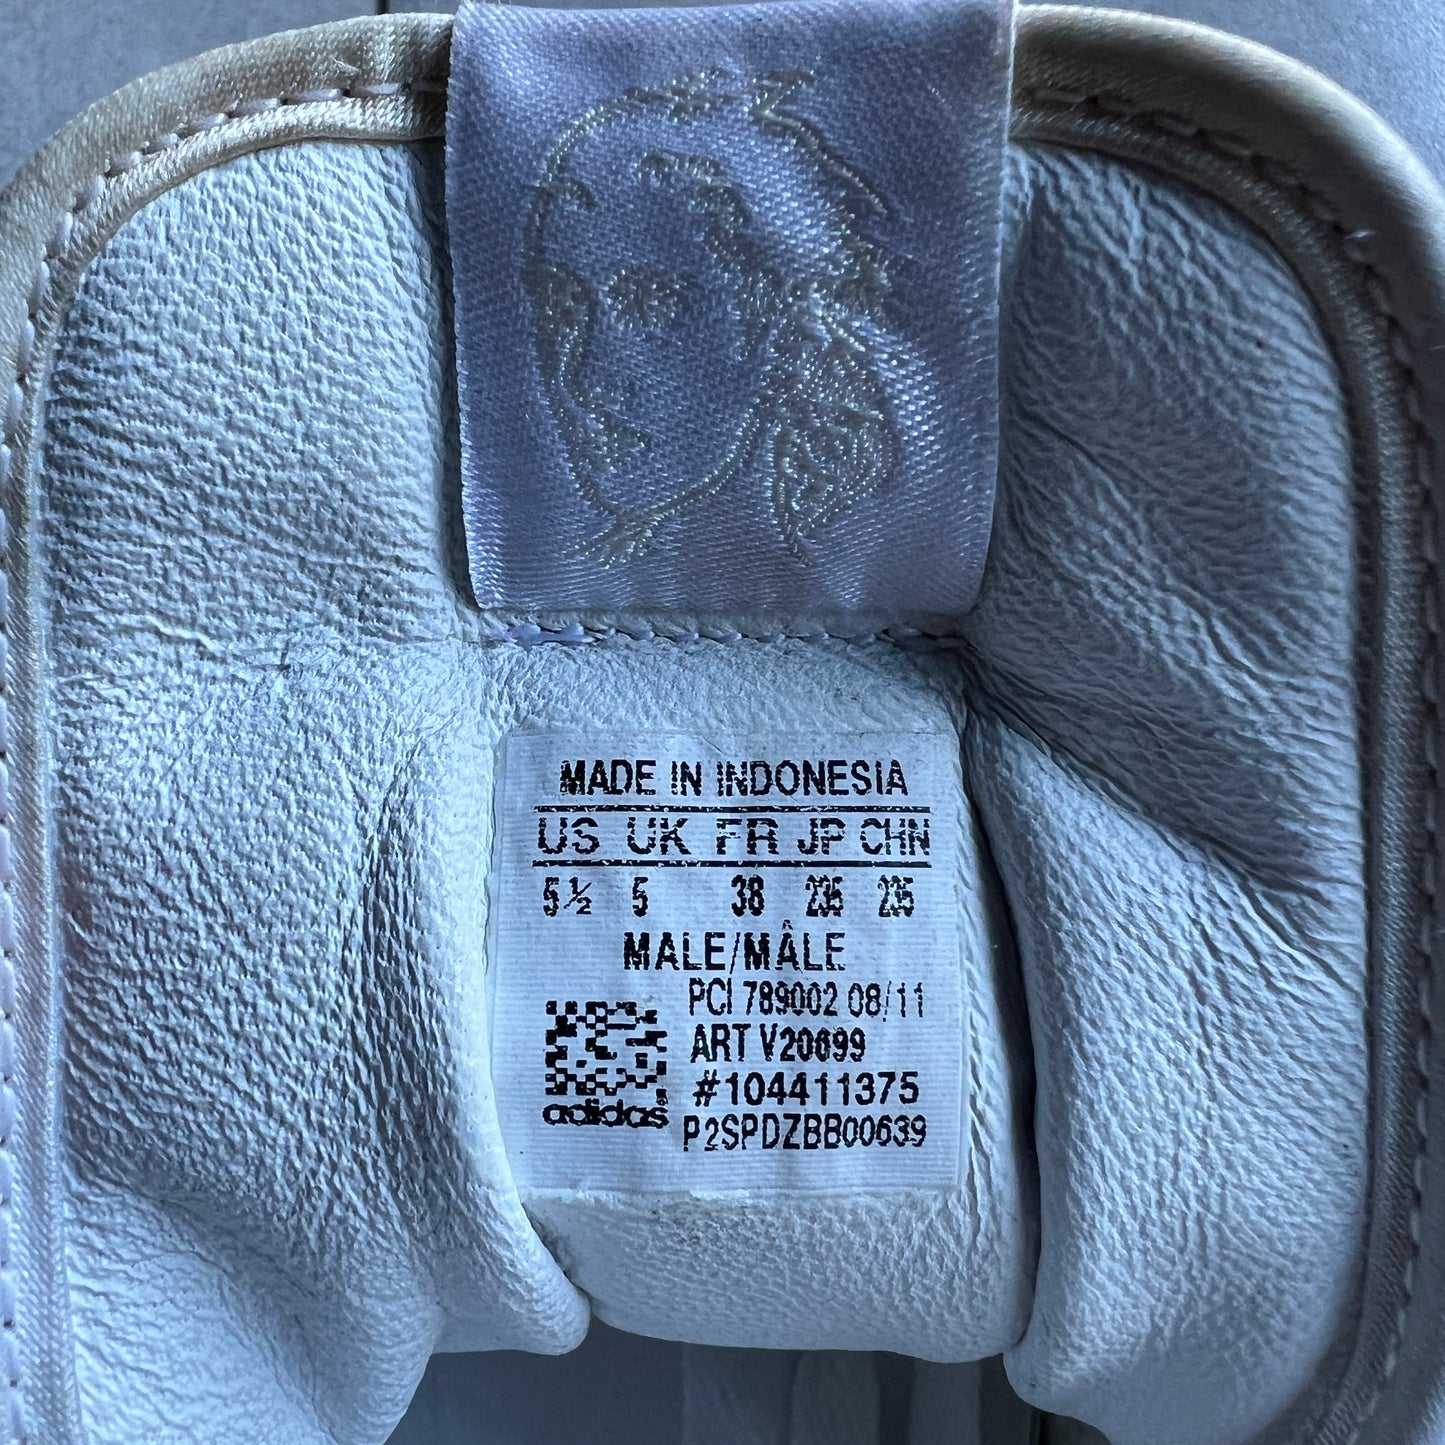 MADE IN INDONESIA
US UK FR JP CHN
5½ 5 38 235 235
MALE/MÂLE
PCI 789002 08/11
ART V20699
#104411375
adidas
P2SPDZBB00639